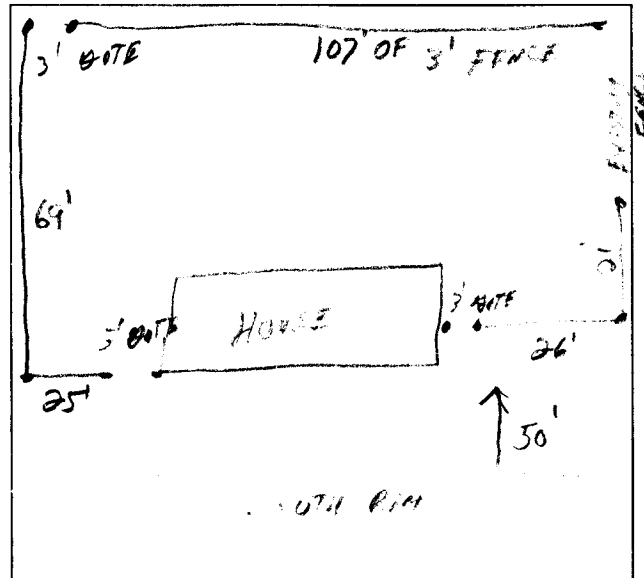 3' GATE
107' OF 3' FENCE
69'
3' GATE
HOUSE
3' GATE
25'
26'
50'